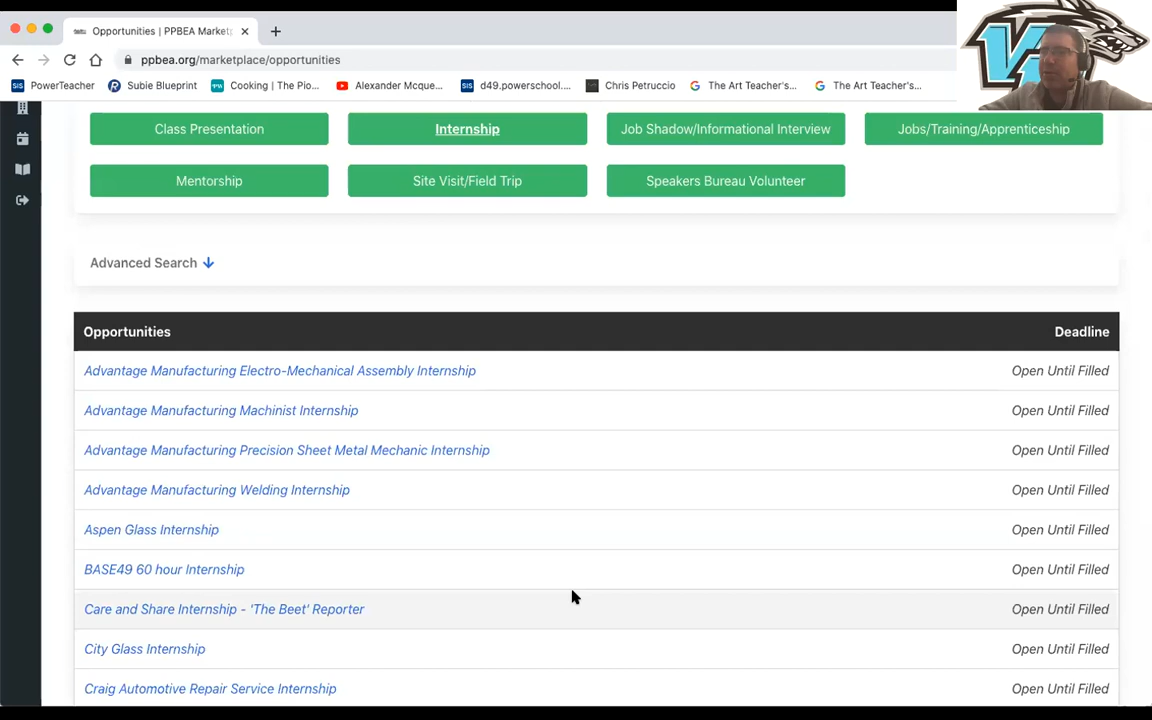 Opportunities | PPBEA Market
ppbea.org/marketplace/opportunities
PowerTeacher
Subie Blueprint
Cooking | The Pio...
Alexander Mcque...
d49.powerschool....
Chris Petruccio
The Art Teacher's...
The Art Teacher's...
Class Presentation
Internship
Job Shadow/Informational Interview
Jobs/Training/Apprenticeship
Mentorship
Site Visit/Field Trip
Speakers Bureau Volunteer
Advanced Search
Opportunities Deadline
Advantage Manufacturing Electro-Mechanical Assembly Internship Open Until Filled
Advantage Manufacturing Machinist Internship Open Until Filled
Advantage Manufacturing Precision Sheet Metal Mechanic Internship Open Until Filled
Advantage Manufacturing Welding Internship Open Until Filled
Aspen Glass Internship Open Until Filled
BASE49 60 hour Internship Open Until Filled
Care and Share Internship - 'The Beet' Reporter Open Until Filled
City Glass Internship Open Until Filled
Craig Automotive Repair Service Internship Open Until Filled